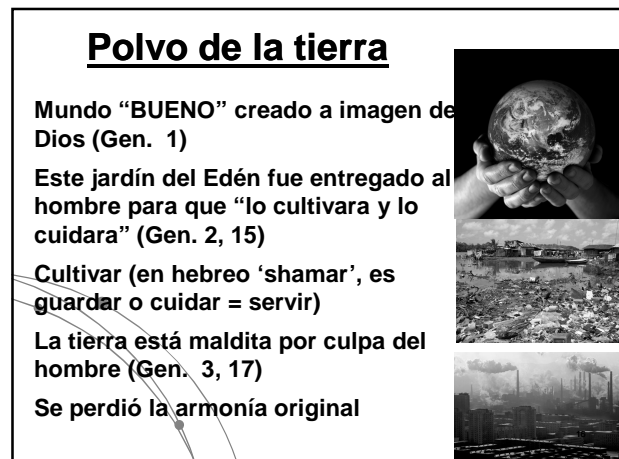 Polvo de la tierra
Mundo “BUENO” creado a imagen de
Dios (Gen.  1)
Este jardín del Edén fue entregado al
hombre para que “lo cultivara y lo
cuidara” (Gen. 2, 15)
Cultivar (en hebreo ‘shamar’, es
guardar o cuidar = servir)
La tierra está maldita por culpa del
hombre (Gen.  3, 17)
Se perdió la armonía original